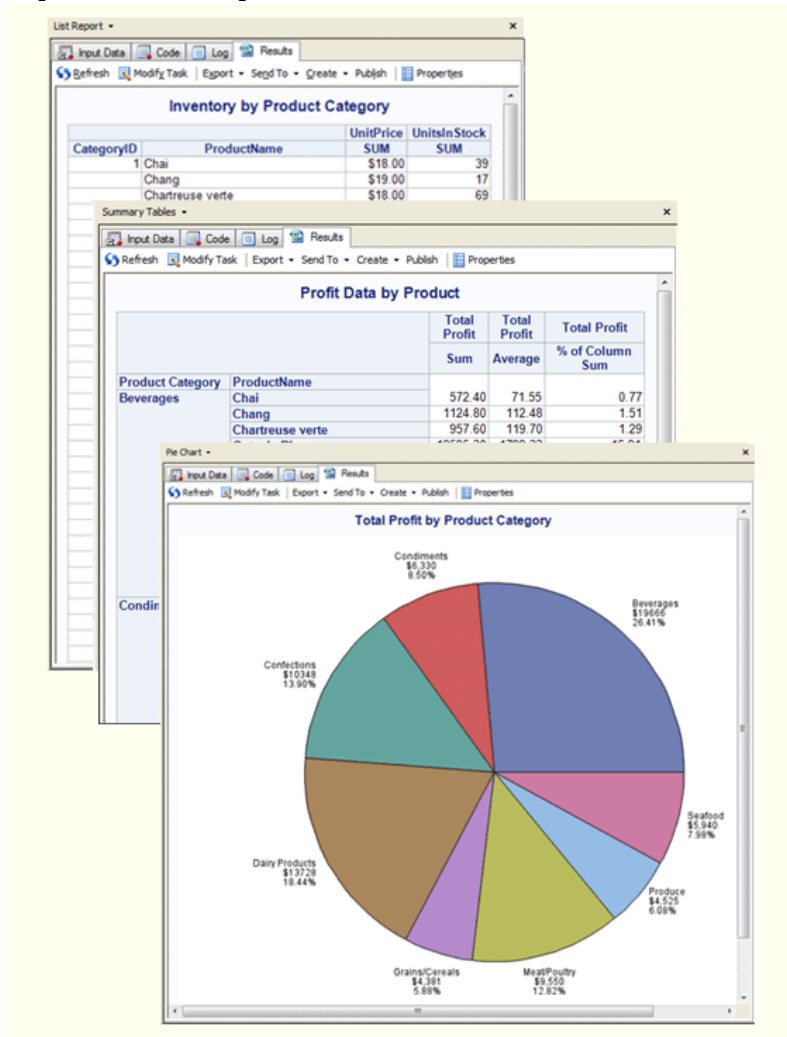 List Report
Input Data Code Log Results
Refresh Modify Task Export Send To Create Publish Properties
Inventory by Product Category
UnitPrice UnitsInStock
CategoryID ProductName SUM SUM
1 Chai $18.00 39
Chang $19.00 17
Chartreuse verte $18.00 69
Summary Tables
Input Data Code Log Results
Refresh Modify Task Export Send To Create Publish Properties
Profit Data by Product
Total Profit Total Profit Total Profit
Sum Average % of Column Sum
Product Category ProductName
Beverages Chai 572.40 71.55 0.77
Chang 1124.80 112.48 1.51
Chartreuse verte 957.60 119.70 1.29
Condim
Pie Chart
Input Data Code Log Results
Refresh Modify Task Export Send To Create Publish Properties
Total Profit by Product Category
Condiments
$6,330
8.50%
Beverages
$19666
26.41%
Confections
$10348
13.90%
Seafood
$5,940
7.98%
Dairy Products
$13728
18.44%
Produce
$4,525
6.08%
Grains/Cereals
$4,381
5.88%
Meat/Poultry
$9,550
12.82%